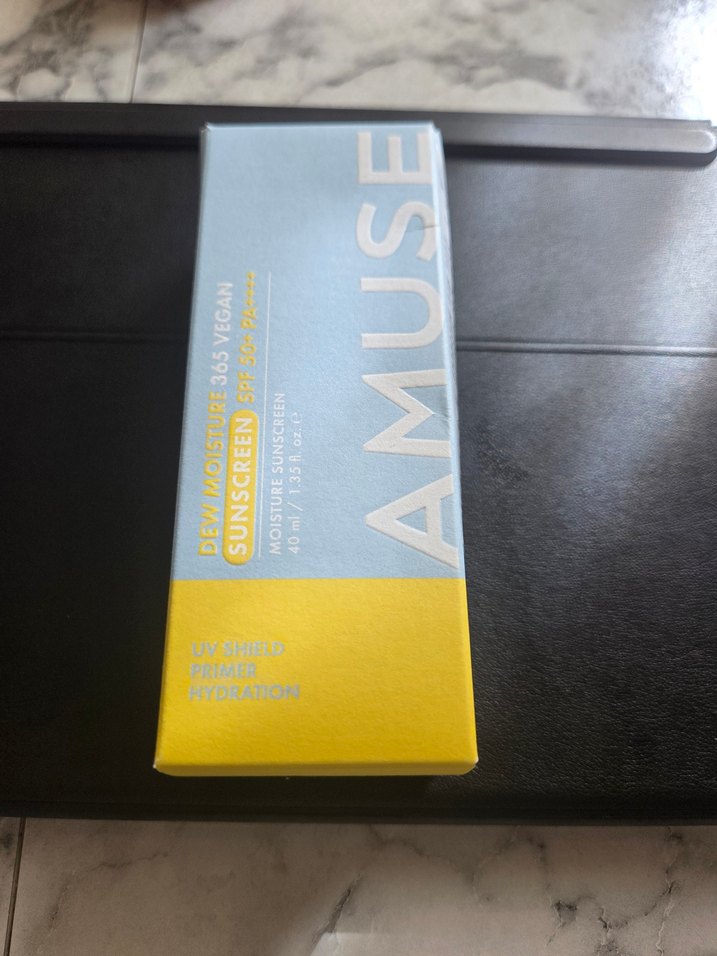 AMUSE
DEW MOISTURE 365 VEGAN
SUNSCREEN SPF 50+ PA++++
MOISTURE SUNSCREEN
40 ml / 1.35 fl. oz. ℮
UV SHIELD
PRIMER
HYDRATION